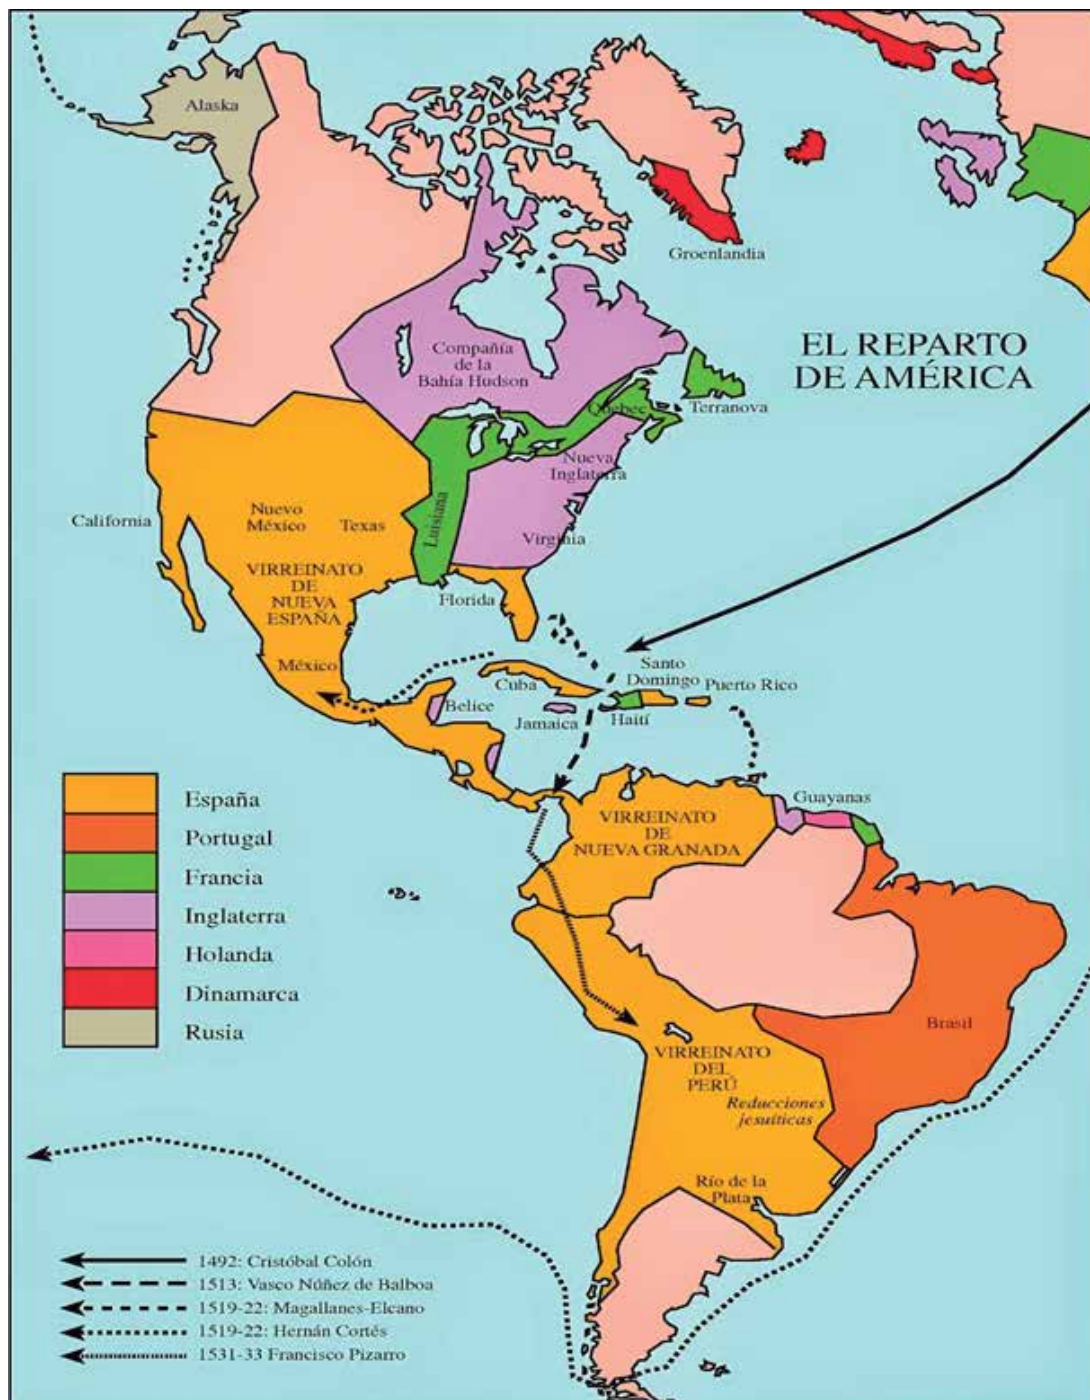 Alaska
Groenlandia
EL REPARTO
DE AMÉRICA
Compañía
de la
Bahía Hudson
Quebec
Terranova
Nueva
Inglaterra
Luisiana
Virginia
California
Nuevo
México
Texas
VIRREINATO
DE
NUEVA
ESPAÑA
Florida
México
Cuba
Santo
Domingo
Puerto Rico
Belice
Jamaica
Haití
Guayanas
VIRREINATO
DE
NUEVA GRANADA
España
Portugal
Francia
Inglaterra
Holanda
Dinamarca
Rusia
Brasil
VIRREINATO
DEL
PERÚ
Reducciones
jesuíticas
Río de la
Plata
1492: Cristóbal Colón
1513: Vasco Núñez de Balboa
1519-22: Magallanes-Elcano
1519-22: Hernán Cortés
1531-33 Francisco Pizarro